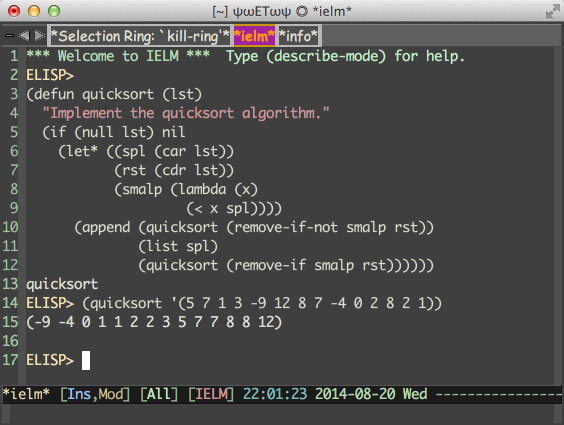 [~] ψωETωψ ◎ *ielm*
*Selection Ring: `kill-ring'* *ielm* *info*
1 *** Welcome to IELM ***  Type (describe-mode) for help.
2 ELISP>
3 (defun quicksort (lst)
4   "Implement the quicksort algorithm."
5   (if (null lst) nil
6     (let* ((spl (car lst))
7            (rst (cdr lst))
8            (smalp (lambda (x)
9                     (< x spl))))
10       (append (quicksort (remove-if-not smalp rst))
11               (list spl)
12               (quicksort (remove-if smalp rst))))))
13 quicksort
14 ELISP> (quicksort '(5 7 1 3 -9 12 8 7 -4 0 2 8 2 1))
15 (-9 -4 0 1 1 2 2 3 5 7 7 8 8 12)
16
17 ELISP>
*ielm* [Ins,Mod] [All] [IELM] 22:01:23 2014-08-20 Wed ----------------